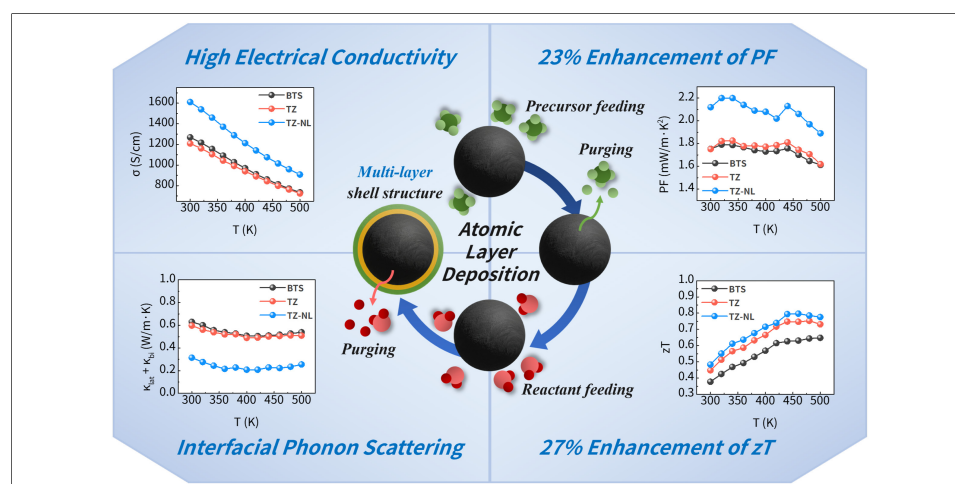 High Electrical Conductivity
23% Enhancement of PF
σ (S/cm)
1600
1400
1200
1000
800
300 350 400 450 500
T (K)
BTS
TZ
TZ-NL
PF (mW/m · K²)
2.2
2.0
1.8
1.6
1.4
300 350 400 450 500
T (K)
BTS
TZ
TZ-NL
Precursor feeding
Purging
Multi-layer
shell structure
Atomic
Layer
Deposition
Purging
Reactant feeding
κlat + κbi (W/m · K)
1.0
0.8
0.6
0.4
0.2
0.0
300 350 400 450 500
T (K)
BTS
TZ
TZ-NL
zT
0.8
0.7
0.6
0.5
0.4
0.3
300 350 400 450 500
T (K)
BTS
TZ
TZ-NL
Interfacial Phonon Scattering
27% Enhancement of zT